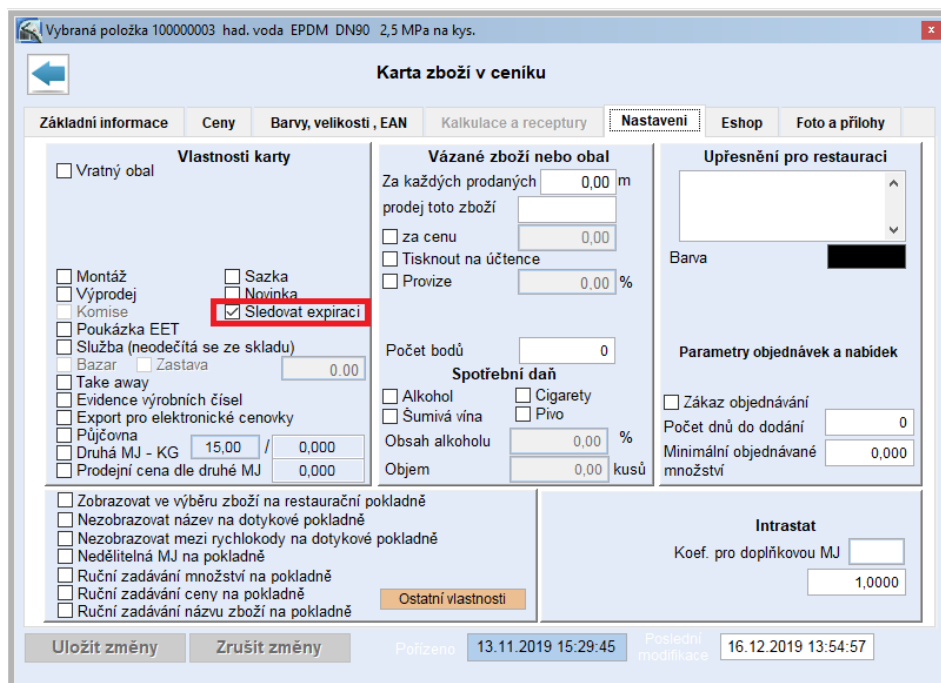 Vybraná položka 100000003 had. voda EPDM DN90 2,5 MPa na kys.
x
Karta zboží v ceníku
Základní informace
Ceny
Barvy, velikosti , EAN
Kalkulace a receptury
Nastavení
Eshop
Foto a přílohy
Vlastnosti karty
Vratný obal
Montáž
Sazka
Výprodej
Novinka
Komise
Sledovat expiraci
Poukázka EET
Služba (neodečítá se ze skladu)
Bazar
Zastava
0.00
Take away
Evidence výrobních čísel
Export pro elektronické cenovky
Půjčovna
Druhá MJ - KG 15,00 / 0,000
Prodejní cena dle druhé MJ 0,000
Vázané zboží nebo obal
Za každých prodaných 0,00 m
prodej toto zboží
za cenu 0,00
Tisknout na účtence
Provize 0,00 %
Počet bodů 0
Spotřební daň
Alkohol
Cigarety
Šumivá vína
Pivo
Obsah alkoholu 0,00 %
Objem 0,00 kusů
Upřesnění pro restauraci
Barva
Parametry objednávek a nabídek
Zákaz objednávání
Počet dnů do dodání 0
Minimální objednávané 0,000
množství
Zobrazovat ve výběru zboží na restaurační pokladně
Nezobrazovat název na dotykové pokladně
Nezobrazovat mezi rychlokody na dotykové pokladně
Nedělitelná MJ na pokladně
Ruční zadávání množství na pokladně
Ruční zadávání ceny na pokladně
Ruční zadávání názvu zboží na pokladně
Ostatní vlastnosti
Intrastat
Koef. pro doplňkovou MJ
1,0000
Uložit změny
Zrušit změny
Pořízeno 13.11.2019 15:29:45
Poslední
modifikace
16.12.2019 13:54:57